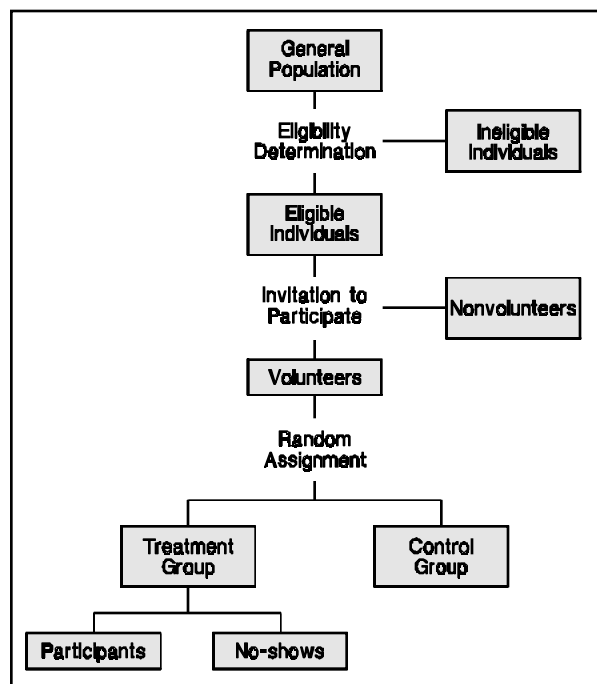 General
Population
Eligibility
Determination
Ineligible
Individuals
Eligible
Individuals
Invitation to
Participate
Nonvolunteers
Volunteers
Random
Assignment
Treatment
Group
Control
Group
Participants
No-shows